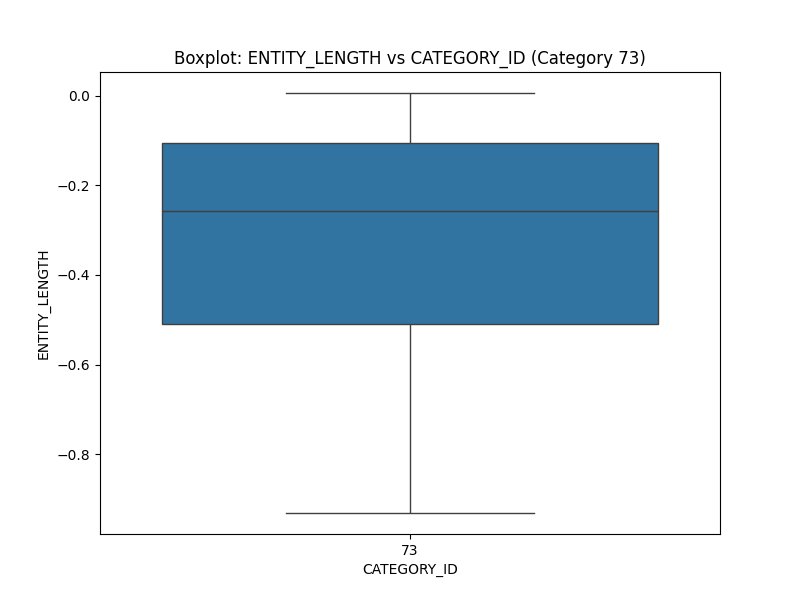 Boxplot: ENTITY_LENGTH vs CATEGORY_ID (Category 73)
0.0
−0.2
−0.4
−0.6
−0.8
ENTITY_LENGTH
73
CATEGORY_ID